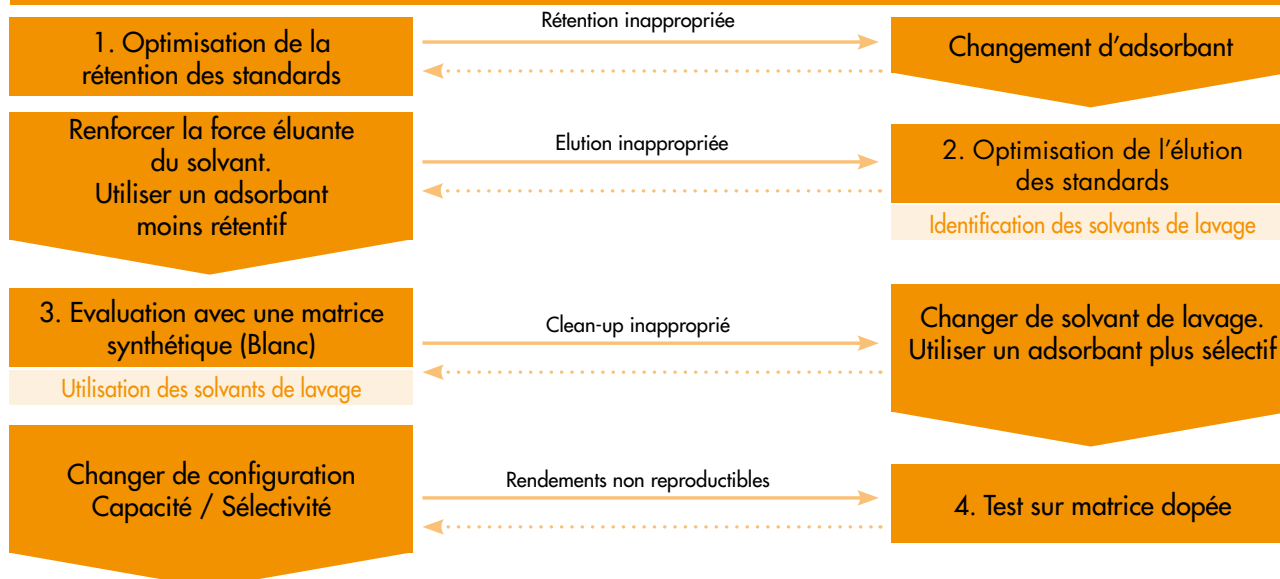 Rétention inappropriée
1. Optimisation de la
rétention des standards
Changement d’adsorbant
Renforcer la force éluante
du solvant.
Utiliser un adsorbant
moins rétentif
Elution inappropriée
2. Optimisation de l’élution
des standards
Identification des solvants de lavage
3. Evaluation avec une matrice
synthétique (Blanc)
Utilisation des solvants de lavage
Clean-up inapproprié
Changer de solvant de lavage.
Utiliser un adsorbant plus sélectif
Changer de configuration
Capacité / Sélectivité
Rendements non reproductibles
4. Test sur matrice dopée